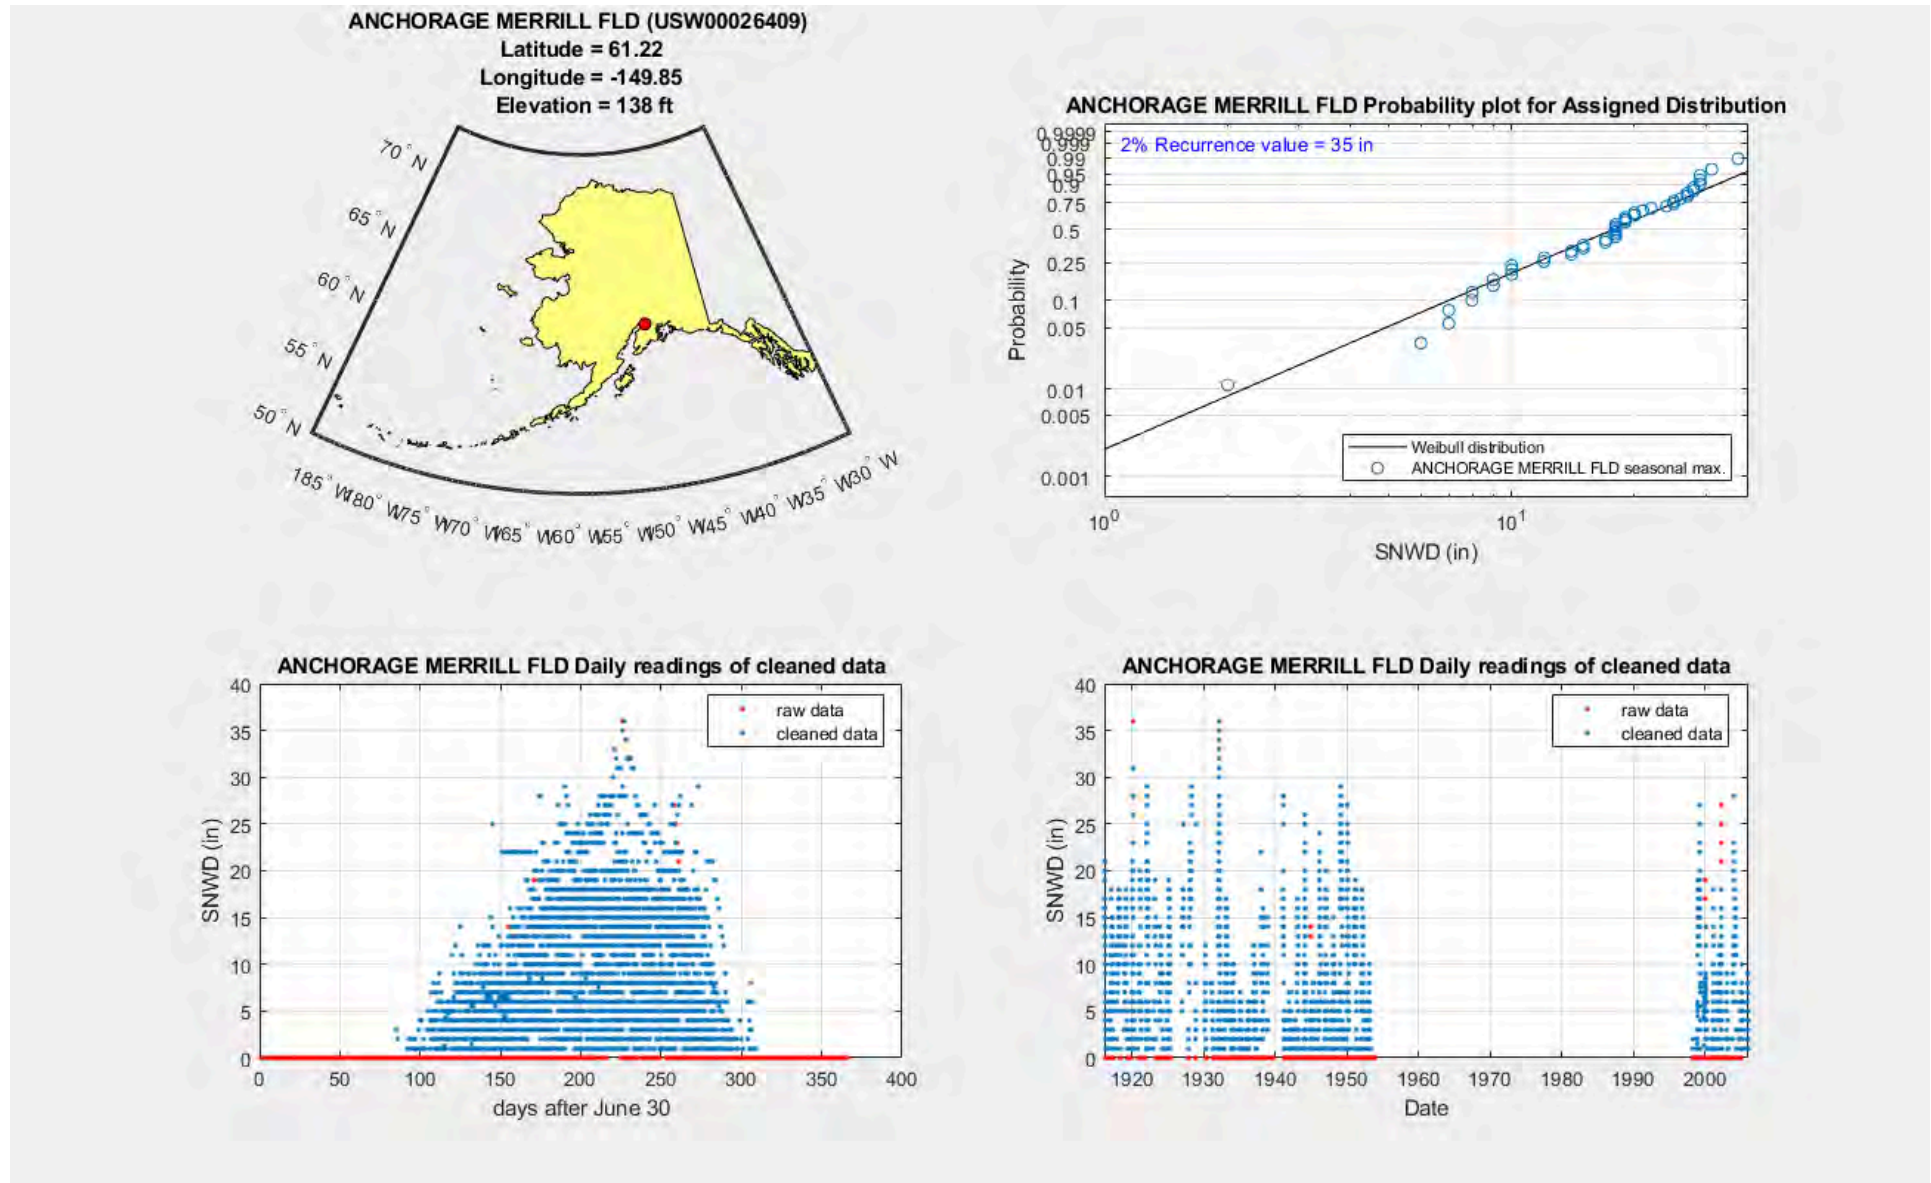 ANCHORAGE MERRILL FLD (USW00026409)
Latitude = 61.22
Longitude = -149.85
Elevation = 138 ft
70° N
65° N
60° N
55° N
50° N
185° W
180° W
175° W
170° W
165° W
160° W
155° W
150° W
145° W
140° W
135° W
130° W
ANCHORAGE MERRILL FLD Probability plot for Assigned Distribution
2% Recurrence value = 35 in
0.9999
0.999
0.99
0.95
0.9
0.75
0.5
0.25
0.1
0.05
0.01
0.005
0.001
Probability
Weibull distribution
ANCHORAGE MERRILL FLD seasonal max.
10⁰ 10¹
SNWD (in)
ANCHORAGE MERRILL FLD Daily readings of cleaned data
raw data
cleaned data
40
35
30
25
20
15
10
5
0
SNWD (in)
0 50 100 150 200 250 300 350 400
days after June 30
ANCHORAGE MERRILL FLD Daily readings of cleaned data
raw data
cleaned data
40
35
30
25
20
15
10
5
0
SNWD (in)
1920 1930 1940 1950 1960 1970 1980 1990 2000
Date